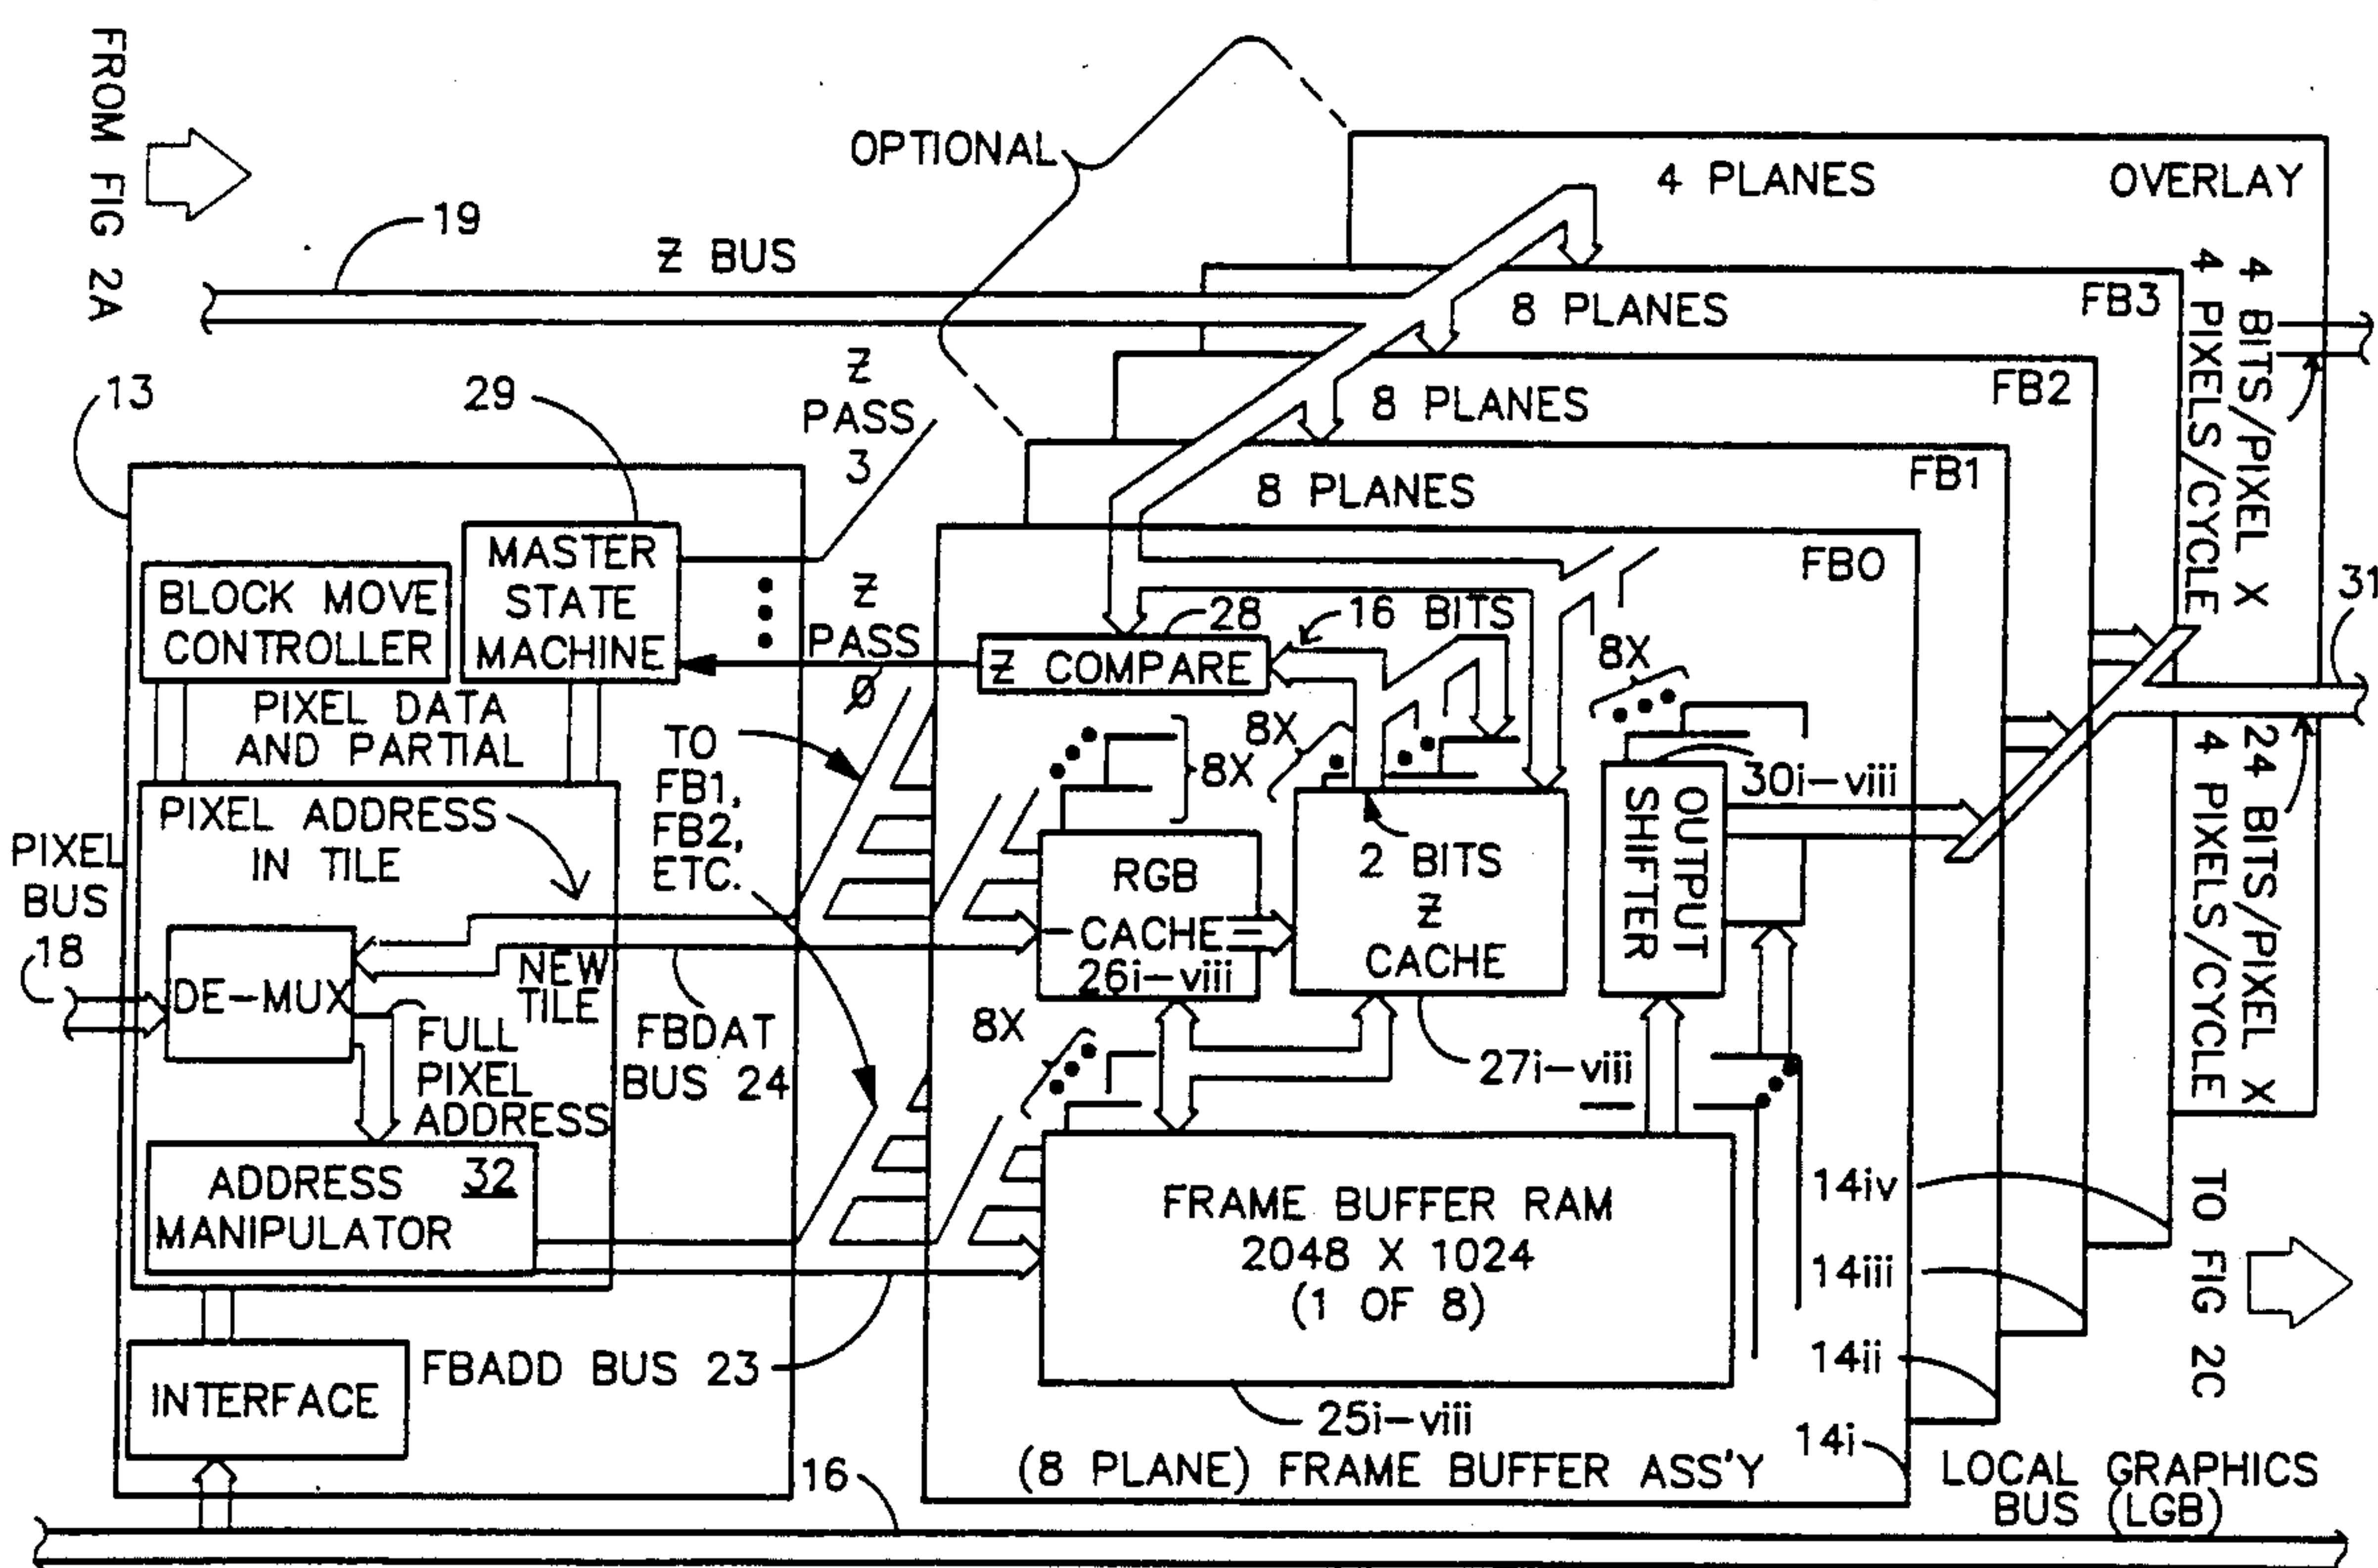 FROM FIG 2A
19
Z BUS
OPTIONAL
4 PLANES
OVERLAY
8 PLANES
FB3
8 PLANES
FB2
8 PLANES
FB1
FB0
4 BITS/PIXEL X
4 PIXELS/CYCLE
31
24 BITS/PIXEL X
4 PIXELS/CYCLE
TO FIG 2C
13
29
Z
PASS
3
MASTER
STATE
MACHINE
BLOCK MOVE
CONTROLLER
Z
PASS
Ø
28
16 BITS
Z COMPARE
8X
8X
8X
PIXEL DATA
AND PARTIAL
PIXEL ADDRESS
IN TILE
TO
FB1,
FB2,
ETC.
PIXEL
BUS
18
DE-MUX
NEW
TILE
FULL
PIXEL
ADDRESS
FBDAT
BUS 24
RGB
CACHE
26i-viii
2 BITS
Z
CACHE
27i-viii
OUTPUT
SHIFTER
30i-viii
8X
ADDRESS
MANIPULATOR
32
FRAME BUFFER RAM
2048 X 1024
(1 OF 8)
25i-viii
14iv
14iii
14ii
14i
INTERFACE
FBADD BUS 23
(8 PLANE) FRAME BUFFER ASS'Y
16
LOCAL GRAPHICS
BUS (LGB)